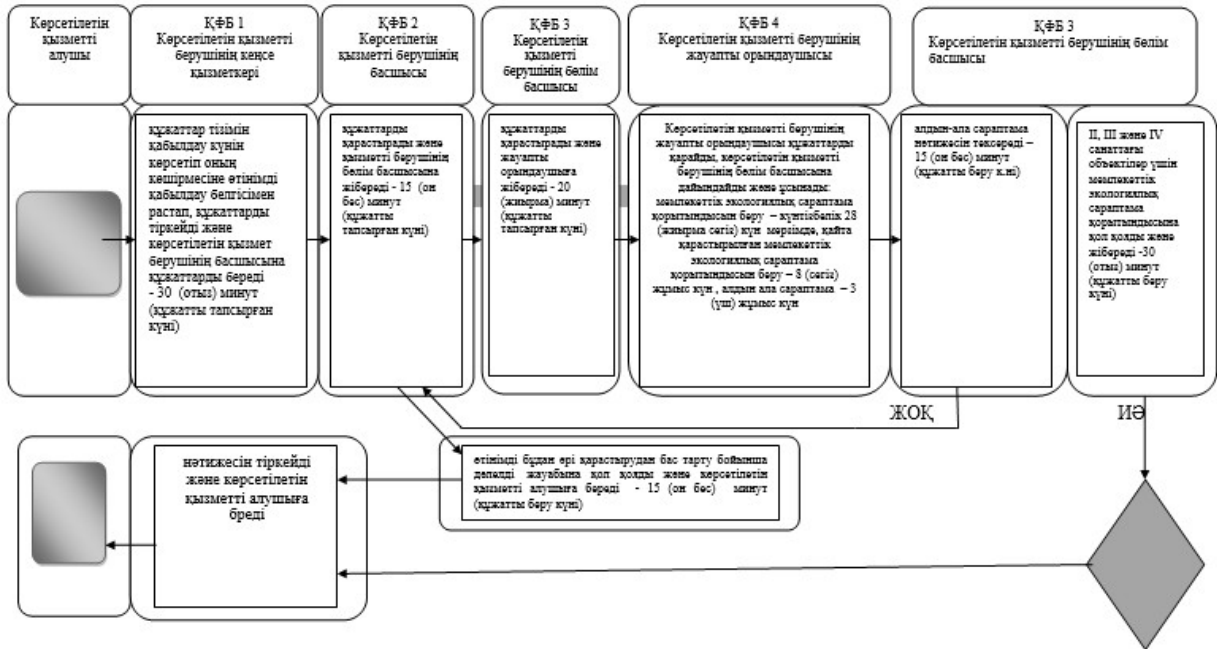 Көрсетілетін
қызметті
алушы
ҚФБ 1
Көрсетілетін қызметті
берушінің кеңсе
қызметкері
ҚФБ 2
Көрсетілетін
қызметті берушінің
басшысы
ҚФБ 3
Көрсетілетін
қызметті
берушінің бөлім
басшысы
ҚФБ 4
Көрсетілетін қызметті берушінің
жауапты орындаушысы
ҚФБ 3
Көрсетілетін қызметті берушінің бөлім
басшысы
құжаттар тізімін
қабылдау күнін
көрсетіп оның
көшірмесіне өтінімді
қабылдау белгісімен
растап, құжаттарды
тіркейді және
көрсетілетін қызмет
берушінің басшысына
құжаттарды береді
- 30 (отыз) минут
(құжатты тапсырған
күні)
құжаттарды
қарастырады және
қызметті берушінің
бөлім басшысына
жібереді - 15 (он
бес) минут
(құжатты
тапсырған күні)
құжаттарды
қарастырады және
жауапты
орындаушыға
жібереді - 20
(жиырма) минут
(құжатты
тапсырған күні)
Көрсетілетін қызметті берушінің
жауапты орындаушысы құжаттарды
қарайды, көрсетілетін қызметті
берушінің бөлім басшысына
дайындайды және ұсынады:
мемлекеттік экологиялық сараптама
қорытындысын беру – күнтізбелік 28
(жиырма сегіз) күн мерзімде, қайта
қарастырылған мемлекеттік
экологиялық сараптама
қорытындысын беру – 8 (сегіз)
жұмыс күн , алдын ала сараптама – 3
(үш) жұмыс күн
алдын-ала сараптама
нәтижесін тексереді –
15 (он бес) минут
(құжатты беру к.ні)
II, III және IV
санаттағы
объектілер үшін
мемлекеттік
экологиялық
сараптама
қорытындысына
қол қояды және
жібереді -30
(отыз) минут
(құжатты беру
күні)
ЖОҚ
ИӘ
өтінімді бұдан әрі қарастырудан бас тарту бойынша
дәлелді жауабына қол қояды және көрсетілетін
қызметті алушыға береді - 15 (он бес) минут
(құжатты беру күні)
нәтижесін тіркейді
және көрсетілетін
қызметті алушыға
бреді